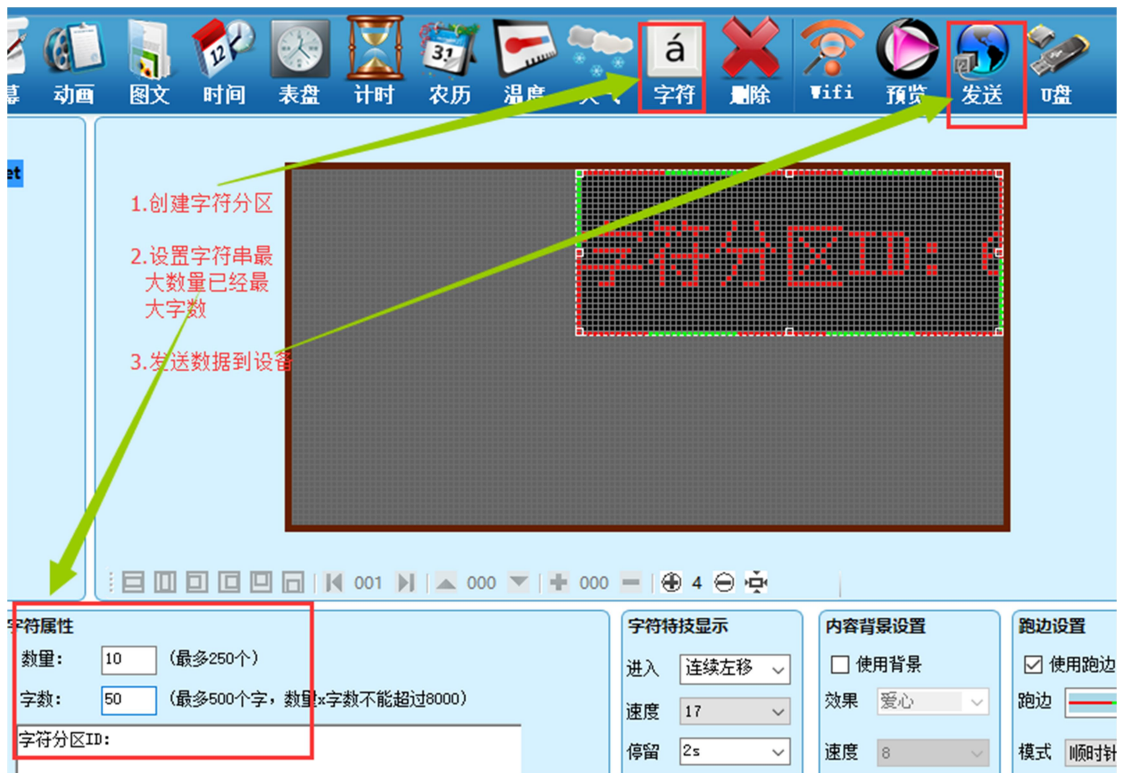 动画
图文
时间
表盘
计时
农历
温度
字符
删除
Wifi
预览
发送
U盘
12
31
á
et
1.创建字符分区
2.设置字符串最
大数量已经最
大字数
3.发送数据到设备
字符分区ID:
001
000
000
4
字符属性
数量:
10
(最多250个)
字数:
50
(最多500个字，数量x字数不能超过8000)
字符分区ID:
字符特技显示
进入
连续左移
速度
17
停留
2s
内容背景设置
使用背景
效果
爱心
速度
8
跑边设置
使用跑边
跑边
模式
顺时针